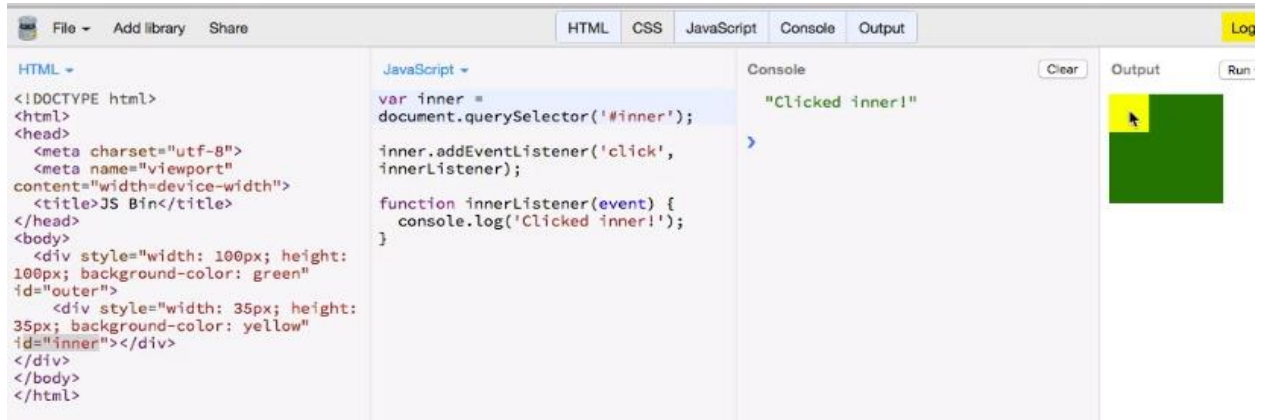 File Add library Share HTML CSS JavaScript Console Output Log
HTML
<!DOCTYPE html>
<html>
<head>
<meta charset="utf-8">
<meta name="viewport"
content="width=device-width">
<title>JS Bin</title>
</head>
<body>
<div style="width: 100px; height:
100px; background-color: green"
id="outer">
<div style="width: 35px; height:
35px; background-color: yellow"
id="inner"></div>
</div>
</body>
</html>
JavaScript
var inner =
document.querySelector('#inner');
inner.addEventListener('click',
innerListener);
function innerListener(event) {
console.log('Clicked inner!');
}
Console Clear
"Clicked inner!"
Output Run